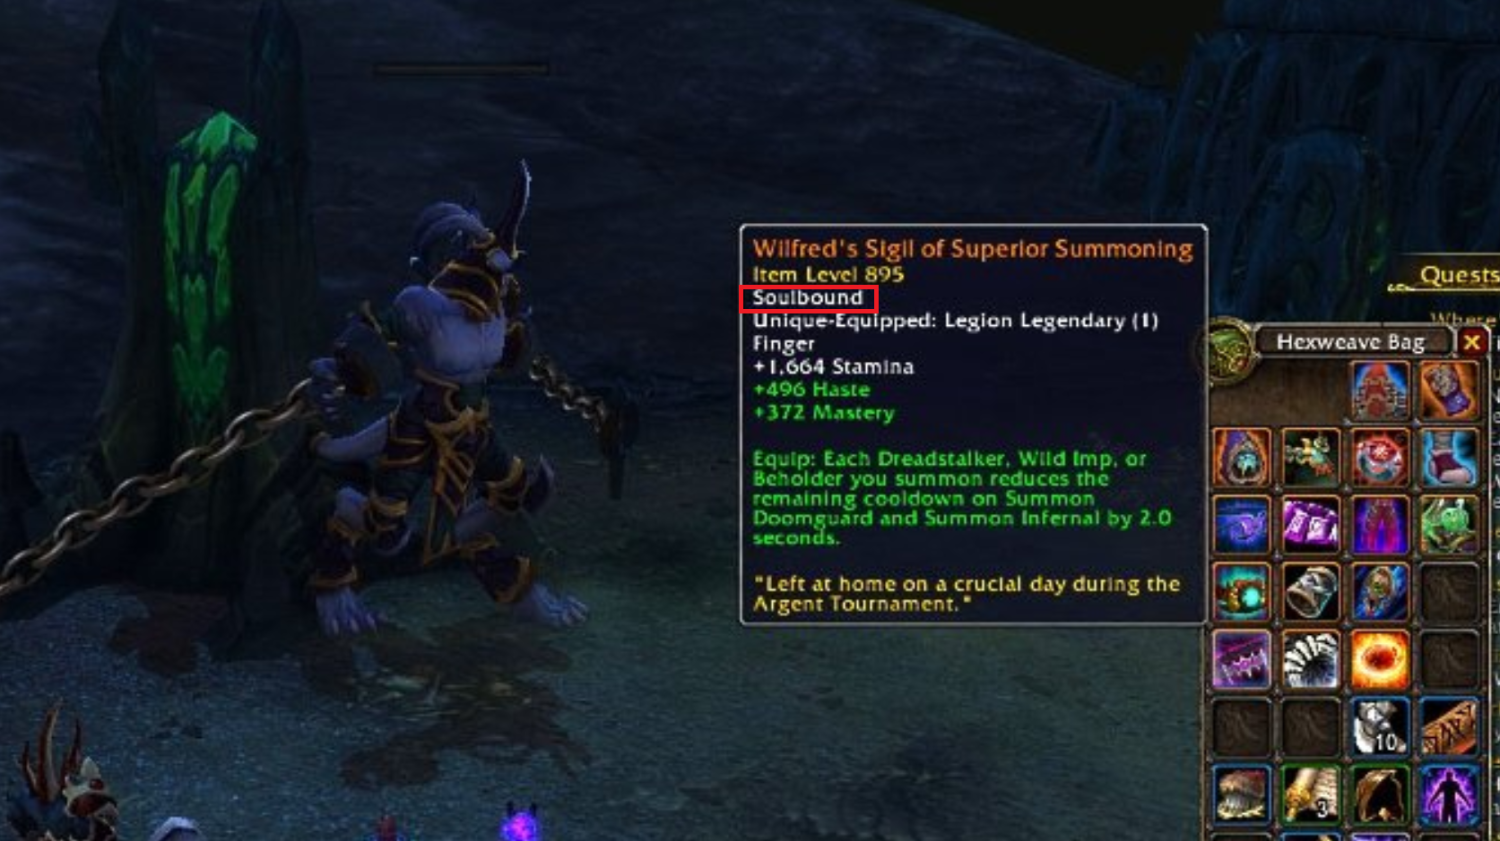 Wilfred's Sigil of Superior Summoning
Item Level 895
Soulbound
Unique-Equipped: Legion Legendary (1)
Finger
+1,664 Stamina
+496 Haste
+372 Mastery
Equip: Each Dreadstalker, Wild Imp, or
Beholder you summon reduces the
remaining cooldown on Summon
Doomguard and Summon Infernal by 2.0
seconds.
"Left at home on a crucial day during the
Argent Tournament."
Quests
Where
Hexweave Bag
10
3